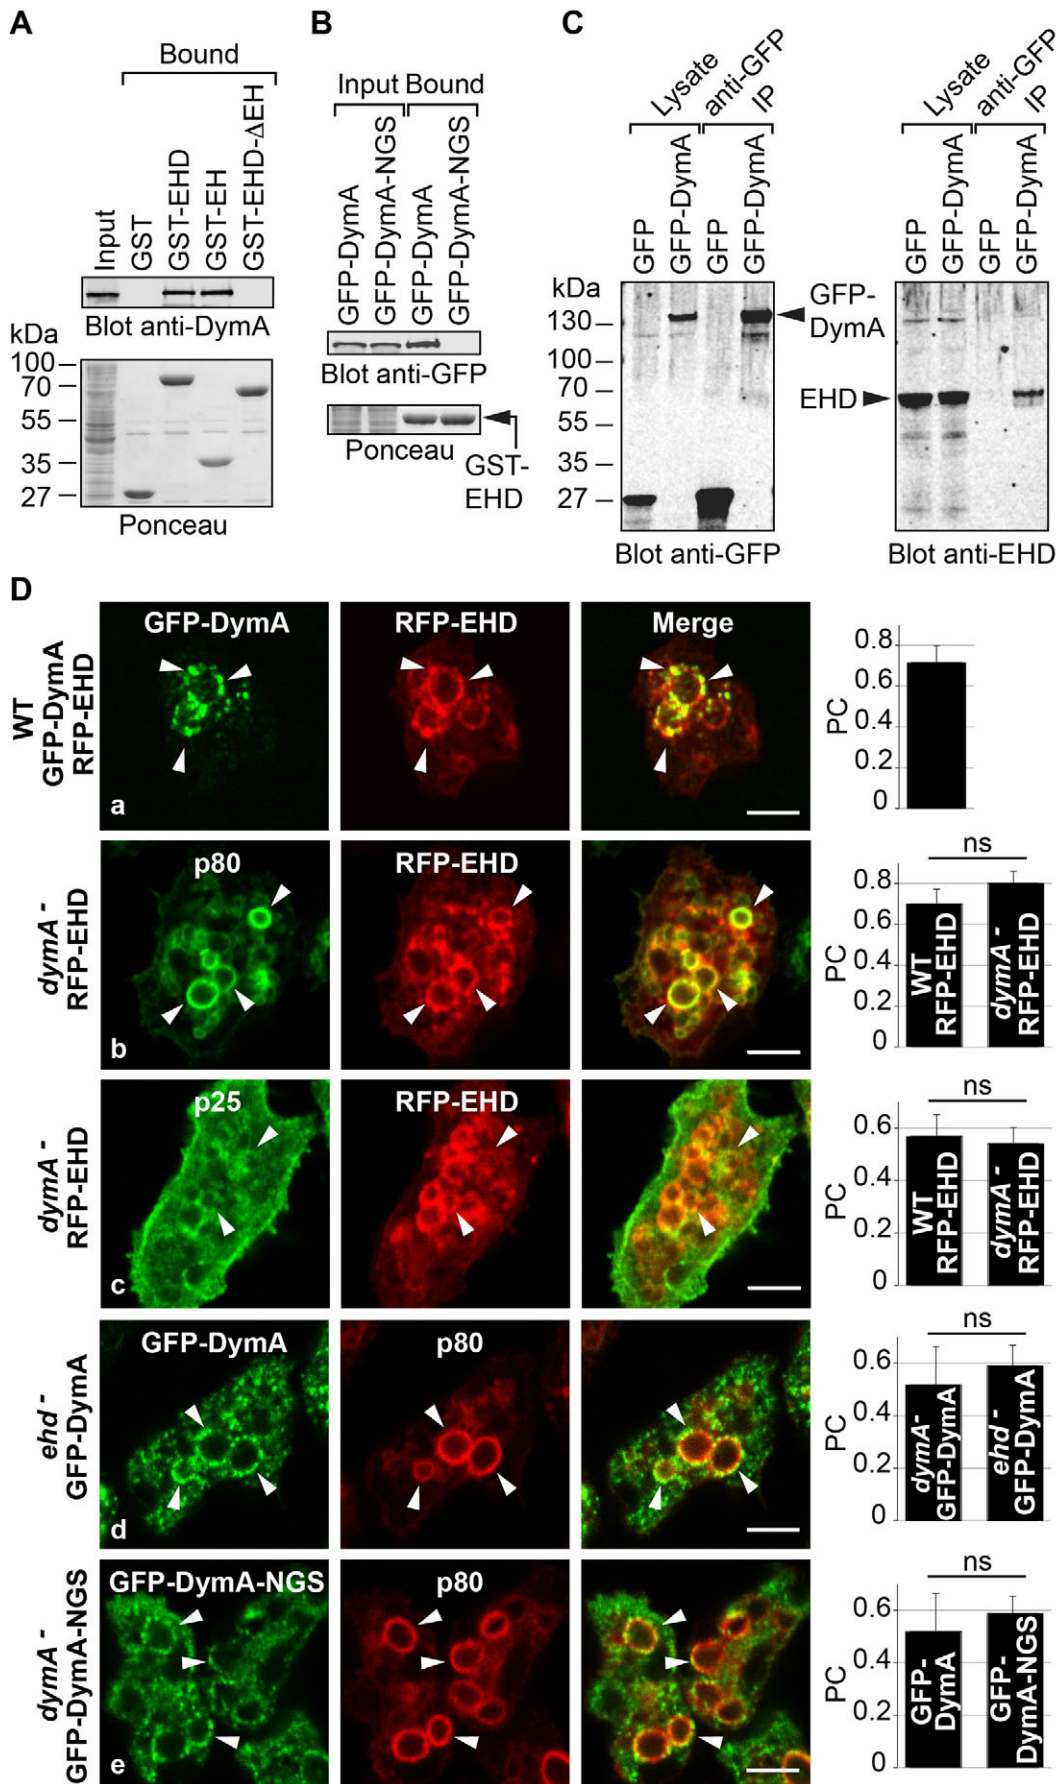 A
Bound
Input
GST
GST-EHD
GST-EH
GST-EHD-ΔEH
Blot anti-DymA
kDa
100
70
55
35
27
Ponceau
B
Input Bound
GFP-DymA
GFP-DymA-NGS
GFP-DymA
GFP-DymA-NGS
Blot anti-GFP
Ponceau
GST-
EHD
C
Lysate
anti-GFP
IP
GFP
GFP-DymA
GFP
GFP-DymA
kDa
130
100
70
55
35
27
Blot anti-GFP
GFP-
DymA
EHD
Lysate
anti-GFP
IP
GFP
GFP-DymA
GFP
GFP-DymA
Blot anti-EHD
D
WT
GFP-DymA
RFP-EHD
GFP-DymA
RFP-EHD
Merge
a
PC
0.8
0.6
0.4
0.2
0
dymA -
RFP-EHD
p80
RFP-EHD
b
ns
PC
0.8
0.6
0.4
0.2
0
WT
RFP-EHD
dymA -
RFP-EHD
dymA -
RFP-EHD
p25
RFP-EHD
c
ns
PC
0.6
0.4
0.2
0
WT
RFP-EHD
dymA -
RFP-EHD
ehd -
GFP-DymA
GFP-DymA
p80
d
ns
PC
0.6
0.4
0.2
0
dymA-
GFP-DymA
ehd -
GFP-DymA
dymA -
GFP-DymA-NGS
GFP-DymA-NGS
p80
e
ns
PC
0.6
0.4
0.2
0
GFP-
DymA
GFP-
DymA-NGS